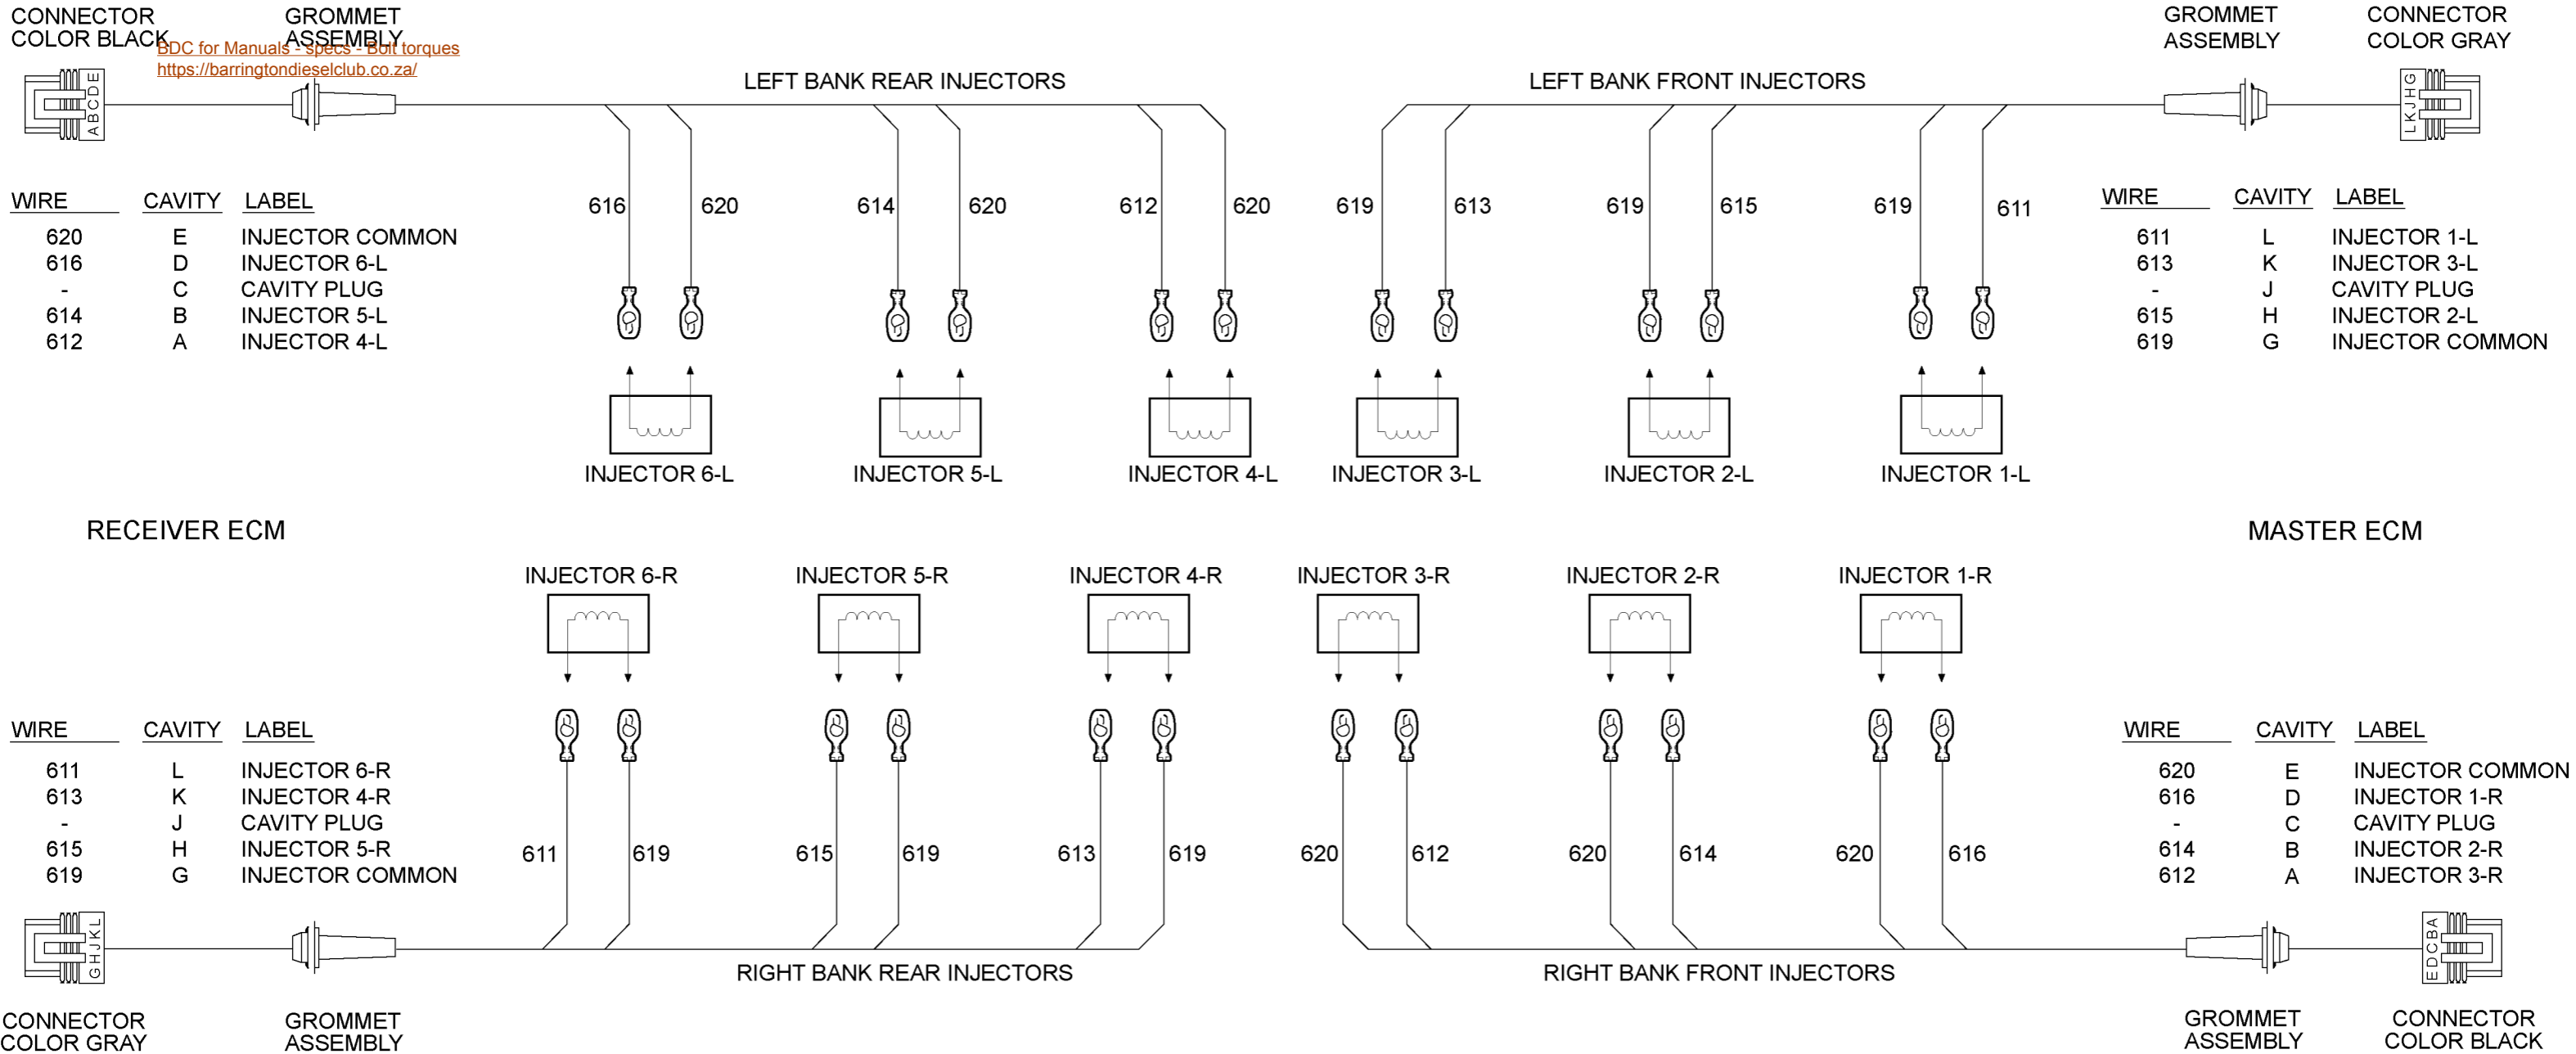 CONNECTOR
COLOR BLACK
GROMMET
ASSEMBLY
BDC for Manuals - specs - Bolt torques
https://barringtondieselclub.co.za/
GROMMET
ASSEMBLY
CONNECTOR
COLOR GRAY
LEFT BANK REAR INJECTORS
LEFT BANK FRONT INJECTORS
A B C D E
L K J H G
WIRE CAVITY LABEL
620 E INJECTOR COMMON
616 D INJECTOR 6-L
- C CAVITY PLUG
614 B INJECTOR 5-L
612 A INJECTOR 4-L
616 620 614 620 612 620 619 613 619 615 619 611
WIRE CAVITY LABEL
611 L INJECTOR 1-L
613 K INJECTOR 3-L
- J CAVITY PLUG
615 H INJECTOR 2-L
619 G INJECTOR COMMON
INJECTOR 6-L INJECTOR 5-L INJECTOR 4-L INJECTOR 3-L INJECTOR 2-L INJECTOR 1-L
RECEIVER ECM
MASTER ECM
INJECTOR 6-R INJECTOR 5-R INJECTOR 4-R INJECTOR 3-R INJECTOR 2-R INJECTOR 1-R
WIRE CAVITY LABEL
611 L INJECTOR 6-R
613 K INJECTOR 4-R
- J CAVITY PLUG
615 H INJECTOR 5-R
619 G INJECTOR COMMON
611 619 615 619 613 619 620 612 620 614 620 616
WIRE CAVITY LABEL
620 E INJECTOR COMMON
616 D INJECTOR 1-R
- C CAVITY PLUG
614 B INJECTOR 2-R
612 A INJECTOR 3-R
G H J K L
E D C B A
RIGHT BANK REAR INJECTORS
RIGHT BANK FRONT INJECTORS
CONNECTOR
COLOR GRAY
GROMMET
ASSEMBLY
GROMMET
ASSEMBLY
CONNECTOR
COLOR BLACK